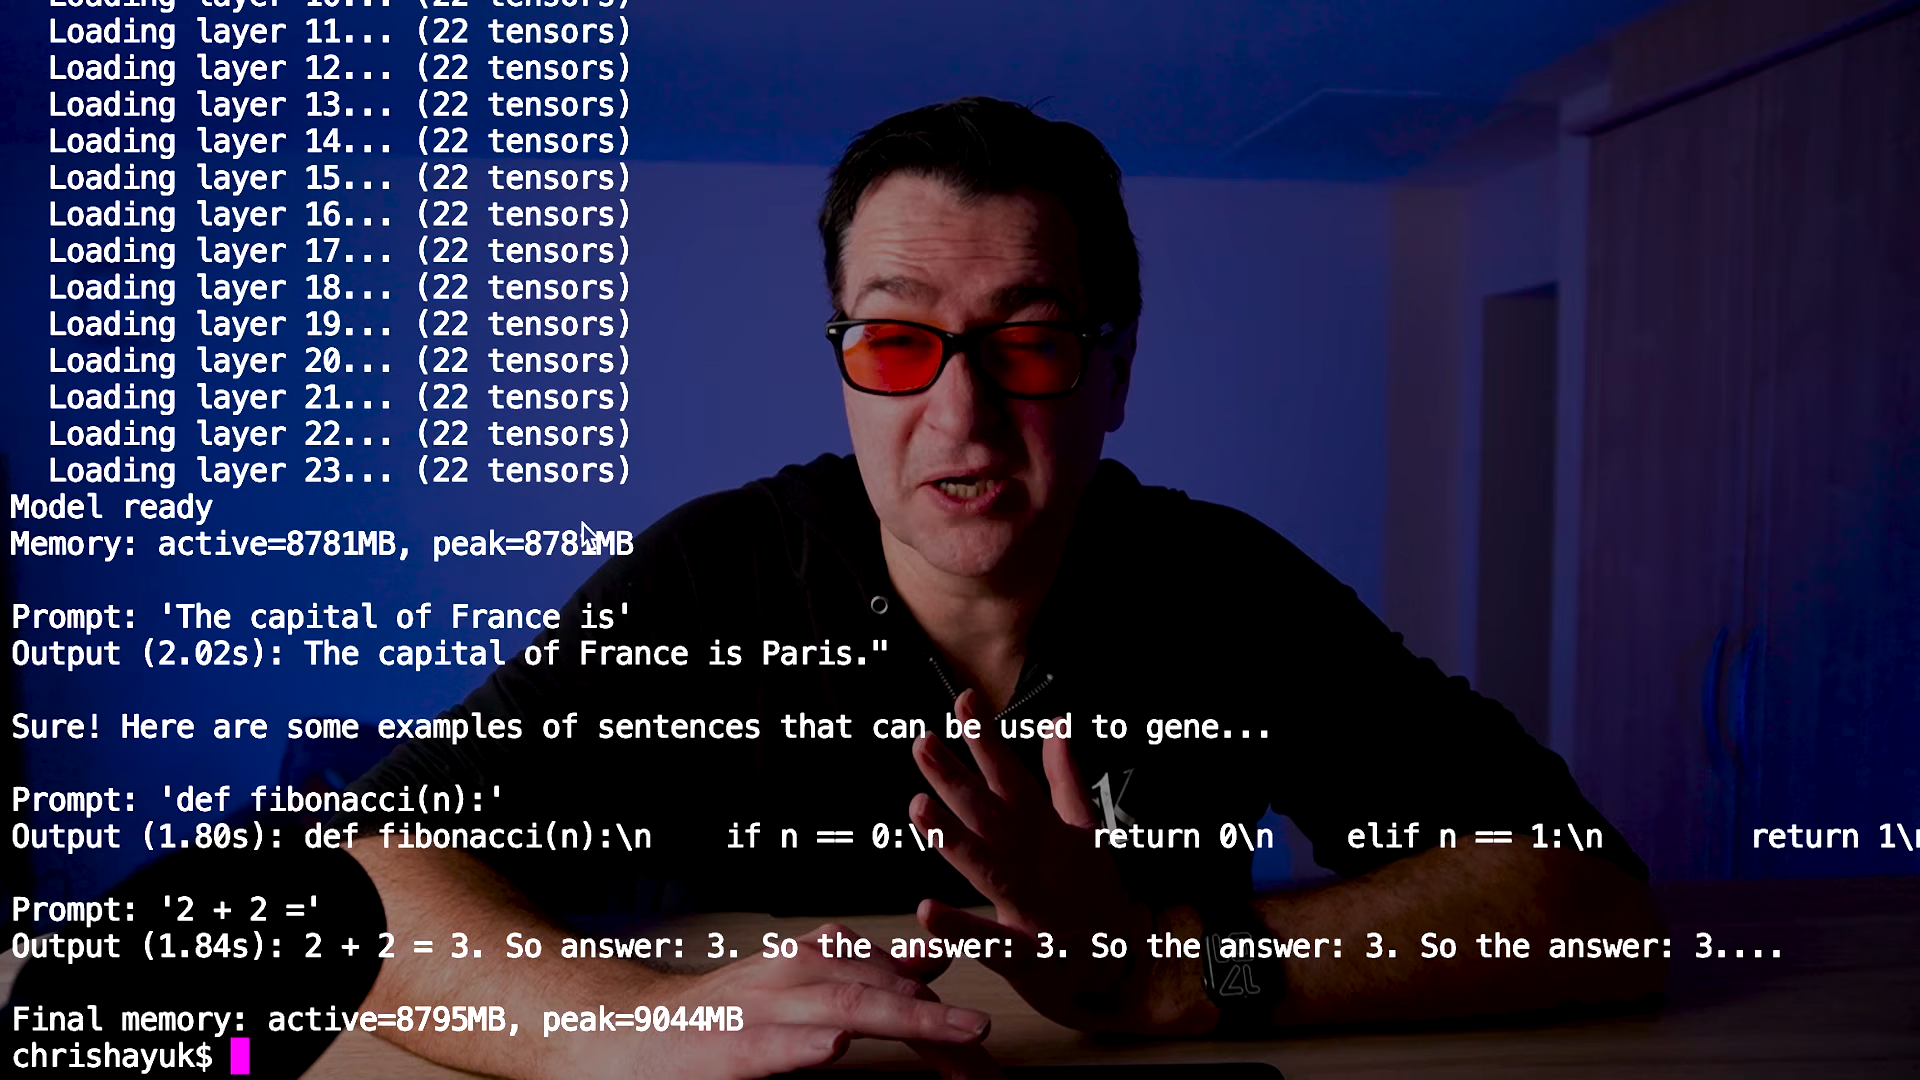 Loading layer 10... (22 tensors)
Loading layer 11... (22 tensors)
Loading layer 12... (22 tensors)
Loading layer 13... (22 tensors)
Loading layer 14... (22 tensors)
Loading layer 15... (22 tensors)
Loading layer 16... (22 tensors)
Loading layer 17... (22 tensors)
Loading layer 18... (22 tensors)
Loading layer 19... (22 tensors)
Loading layer 20... (22 tensors)
Loading layer 21... (22 tensors)
Loading layer 22... (22 tensors)
Loading layer 23... (22 tensors)
Model ready
Memory: active=8781MB, peak=8781MB
Prompt: 'The capital of France is'
Output (2.02s): The capital of France is Paris."
Sure! Here are some examples of sentences that can be used to gene...
Prompt: 'def fibonacci(n):'
Output (1.80s): def fibonacci(n):\n    if n == 0:\n        return 0\n    elif n == 1:\n        return 1\n
Prompt: '2 + 2 ='
Output (1.84s): 2 + 2 = 3. So answer: 3. So the answer: 3. So the answer: 3. So the answer: 3....
Final memory: active=8795MB, peak=9044MB
chrishayuk$